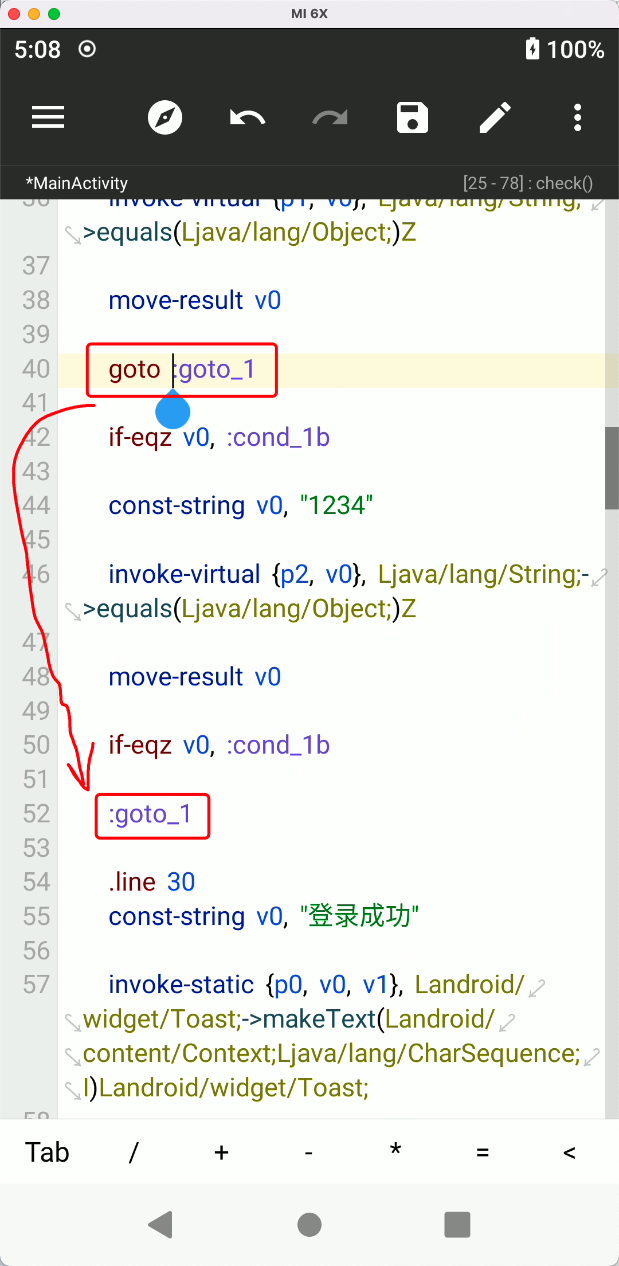 MI 6X
5:08
100%
*MainActivity
[25 - 78] : check()
36 invoke-virtual {p1, v0}, Ljava/lang/String;-
>equals(Ljava/lang/Object;)Z
37
38 move-result v0
39
40 goto :goto_1
41
42 if-eqz v0, :cond_1b
43
44 const-string v0, "1234"
45
46 invoke-virtual {p2, v0}, Ljava/lang/String;-
>equals(Ljava/lang/Object;)Z
47
48 move-result v0
49
50 if-eqz v0, :cond_1b
51
52 :goto_1
53
54 .line 30
55 const-string v0, "登录成功"
56
57 invoke-static {p0, v0, v1}, Landroid/
widget/Toast;->makeText(Landroid/
content/Context;Ljava/lang/CharSequence;
I)Landroid/widget/Toast;
58
Tab / + - * = <